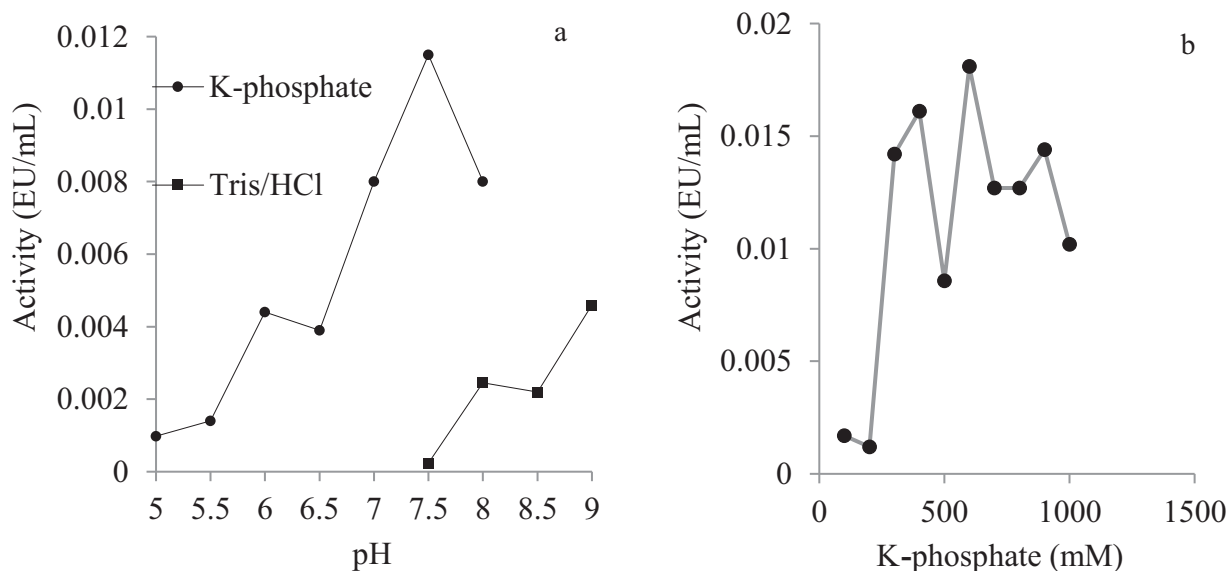 a
0.012
0.01
0.008
0.006
0.004
0.002
0
Activity (EU/mL)
K-phosphate
Tris/HCl
5 5.5 6 6.5 7 7.5 8 8.5 9
pH
b
0.02
0.015
0.01
0.005
0
Activity (EU/mL)
0 500 1000 1500
K-phosphate (mM)